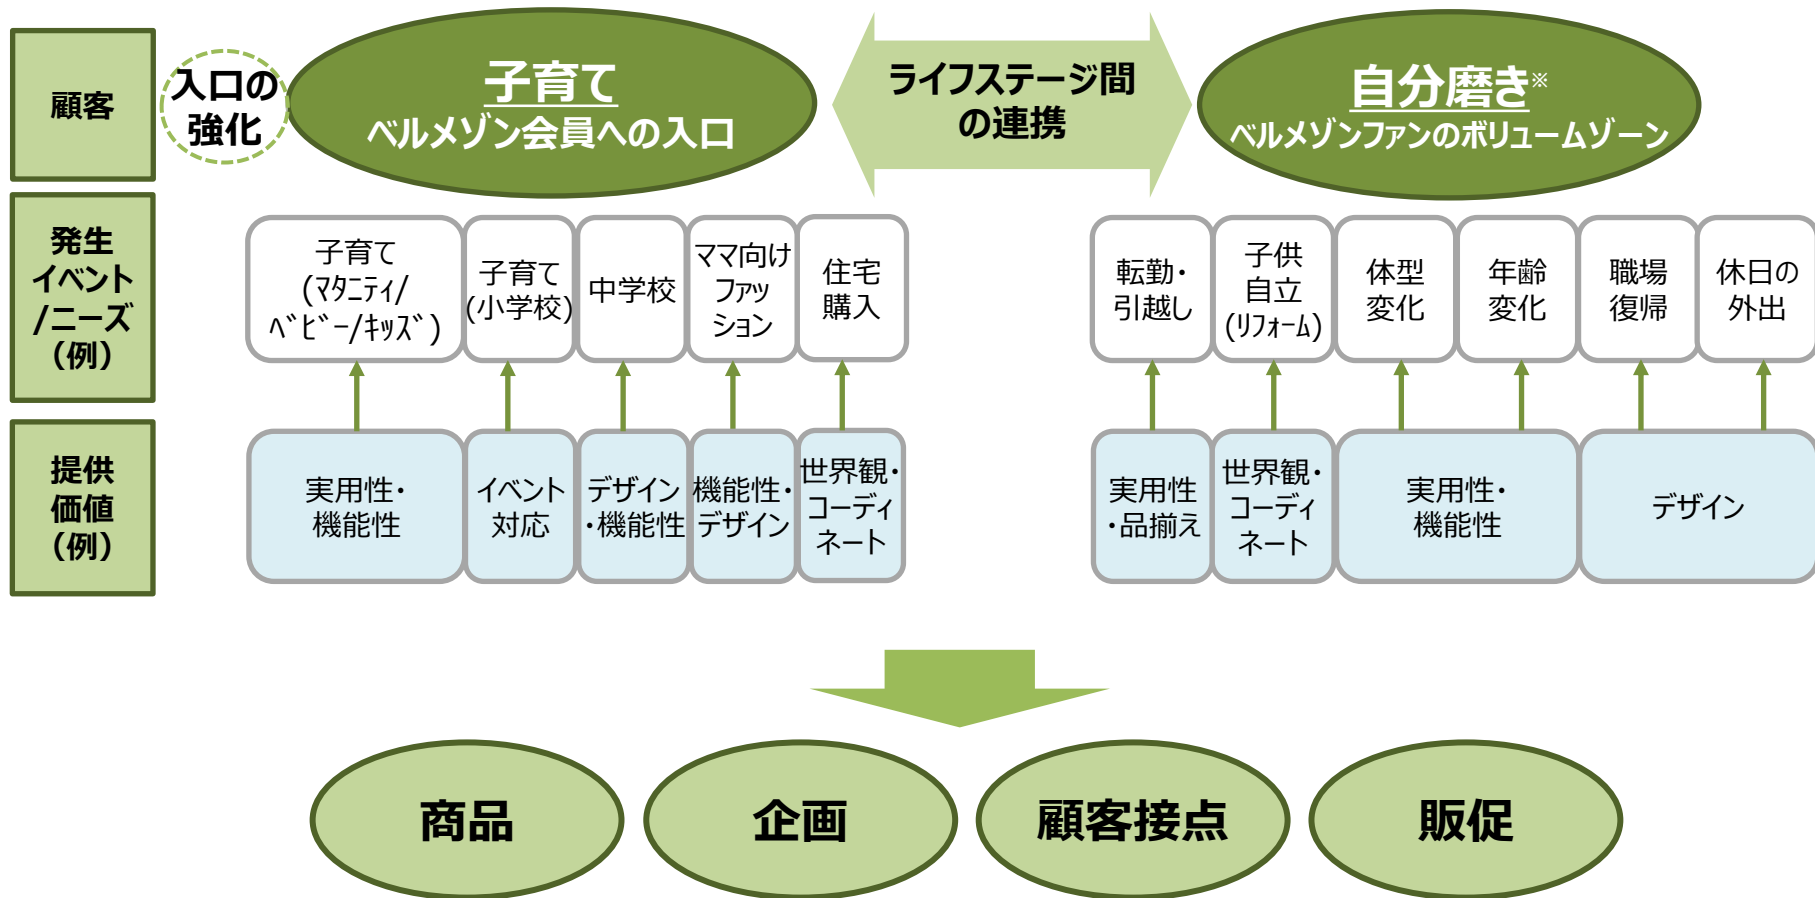 顧客
入口の
強化
子育て
ベルメゾン会員への入口
ライフステージ間
の連携
自分磨き※
ベルメゾンファンのボリュームゾーン
発生
イベント
/ニーズ
(例)
子育て
(ﾏﾀﾆﾃｨ/
ﾍﾞﾋﾞｰ/ｷｯｽﾞ)
子育て
(小学校)
中学校
ママ向け
ファッ
ション
住宅
購入
転勤・
引越し
子供
自立
(ﾘﾌｫｰﾑ)
体型
変化
年齢
変化
職場
復帰
休日の
外出
提供
価値
(例)
実用性・
機能性
イベント
対応
デザイン
・機能性
機能性・
デザイン
世界観・
コーディ
ネート
実用性
・品揃え
世界観・
コーディ
ネート
実用性・
機能性
デザイン
商品
企画
顧客接点
販促